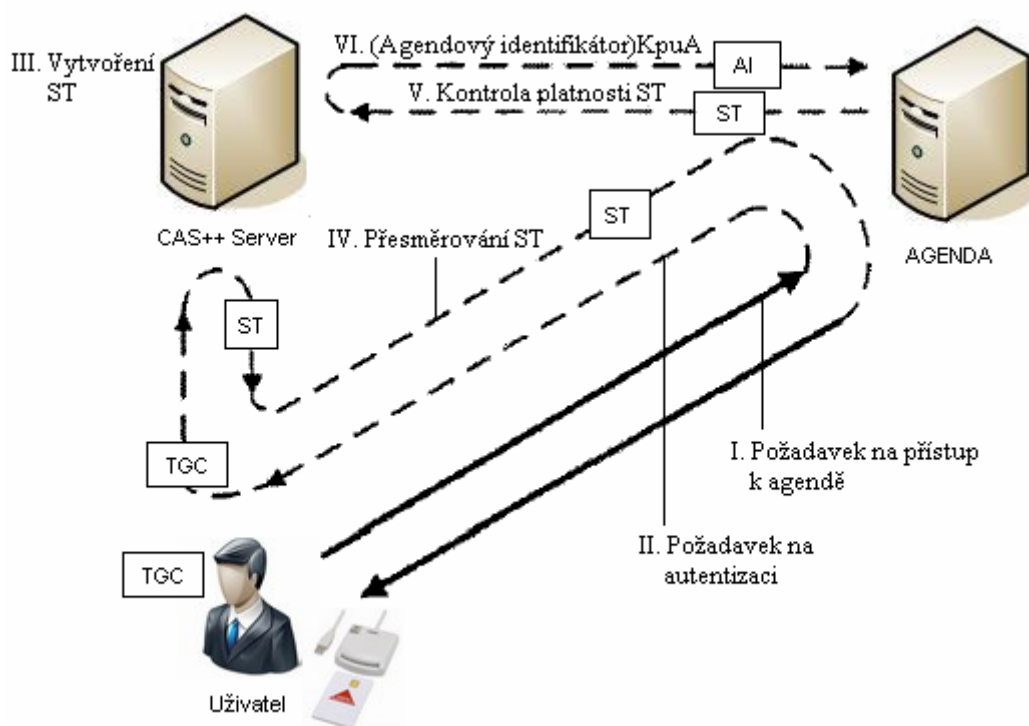 III. Vytvoření
ST
VI. (Agendový identifikátor)KpuA
AI
V. Kontrola platnosti ST
ST
CAS++ Server
IV. Přesměrování ST
ST
AGENDA
ST
TGC
I. Požadavek na přístup
k agendě
II. Požadavek na
autentizaci
TGC
Uživatel